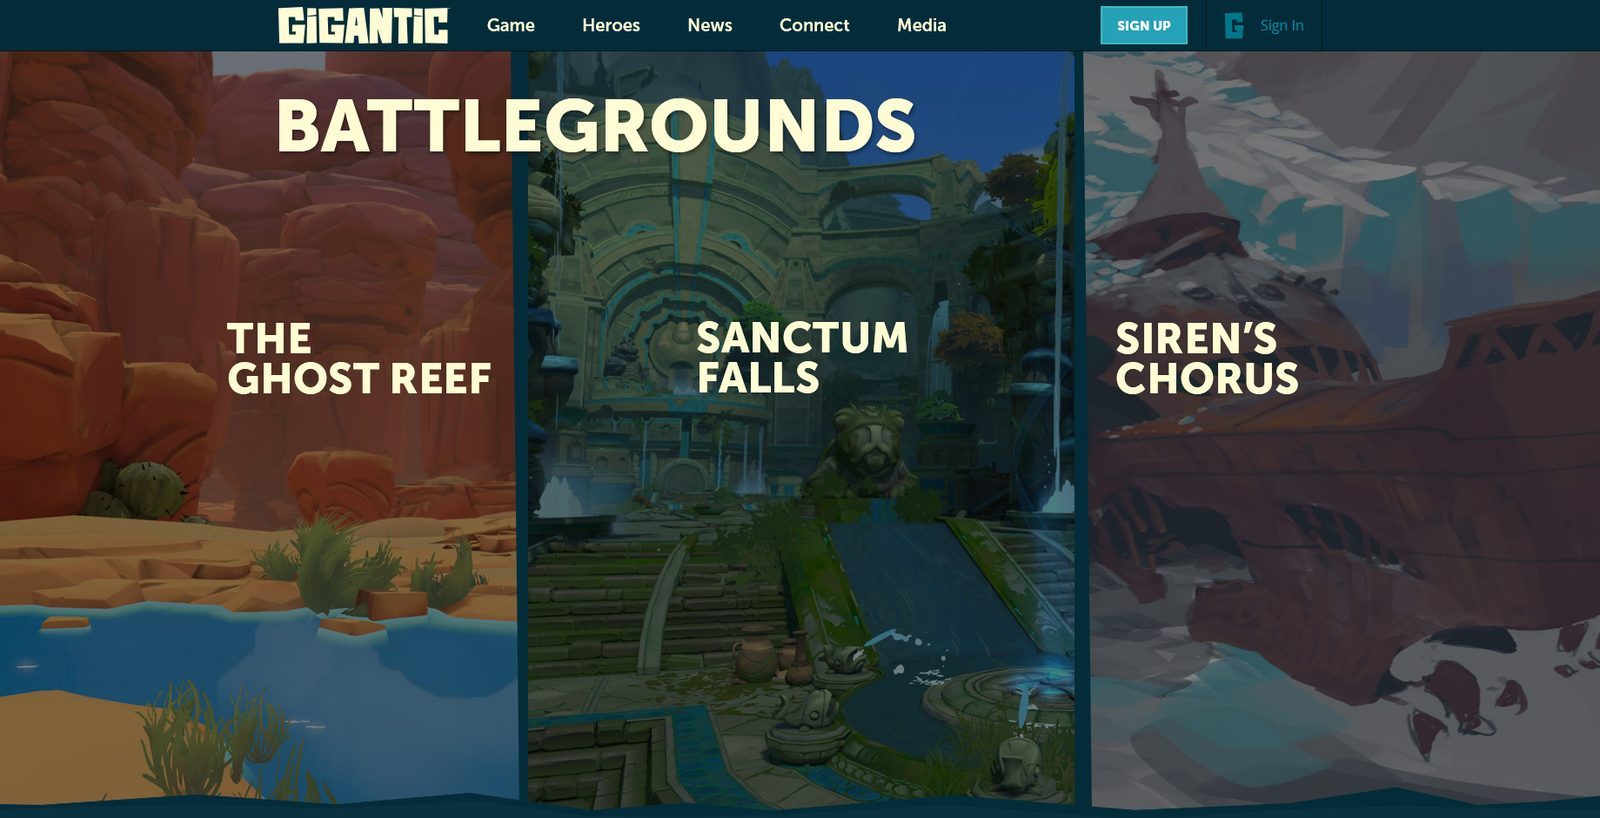 GIGANTIC Game Heroes News Connect Media SIGN UP Sign In
BATTLEGROUNDS
THE
GHOST REEF
SANCTUM
FALLS
SIREN'S
CHORUS